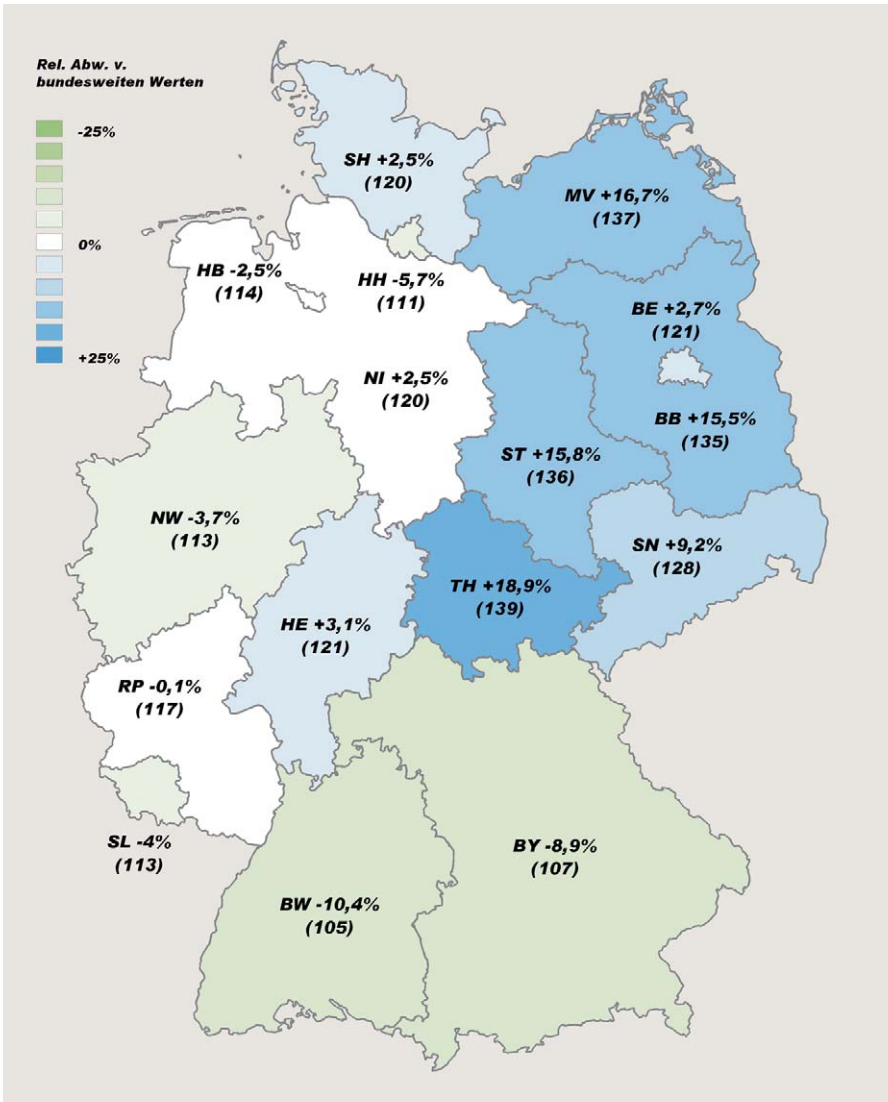 Rel. Abw. v.
bundesweiten Werten
-25%
0%
+25%
SH +2,5%
(120)
MV +16,7%
(137)
HB -2,5%
(114)
HH -5,7%
(111)
BE +2,7%
(121)
NI +2,5%
(120)
BB +15,5%
(135)
ST +15,8%
(136)
NW -3,7%
(113)
SN +9,2%
(128)
TH +18,9%
(139)
HE +3,1%
(121)
RP -0,1%
(117)
SL -4%
(113)
BY -8,9%
(107)
BW -10,4%
(105)